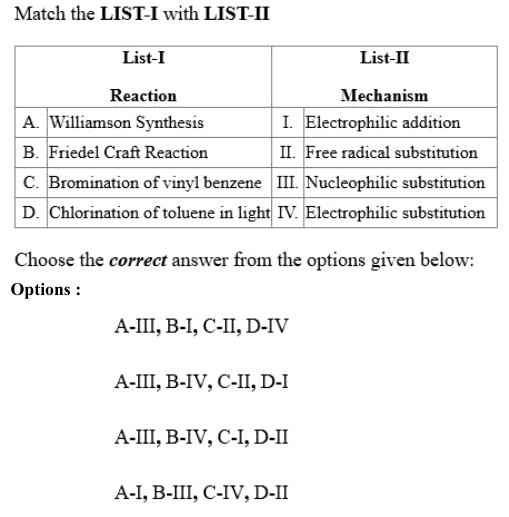 Match the LIST-I with LIST-II
List-I List-II
Reaction Mechanism
A. Williamson Synthesis I. Electrophilic addition
B. Friedel Craft Reaction II. Free radical substitution
C. Bromination of vinyl benzene III. Nucleophilic substitution
D. Chlorination of toluene in light IV. Electrophilic substitution
Choose the correct answer from the options given below:
Options :
A-III, B-I, C-II, D-IV
A-III, B-IV, C-II, D-I
A-III, B-IV, C-I, D-II
A-I, B-III, C-IV, D-II